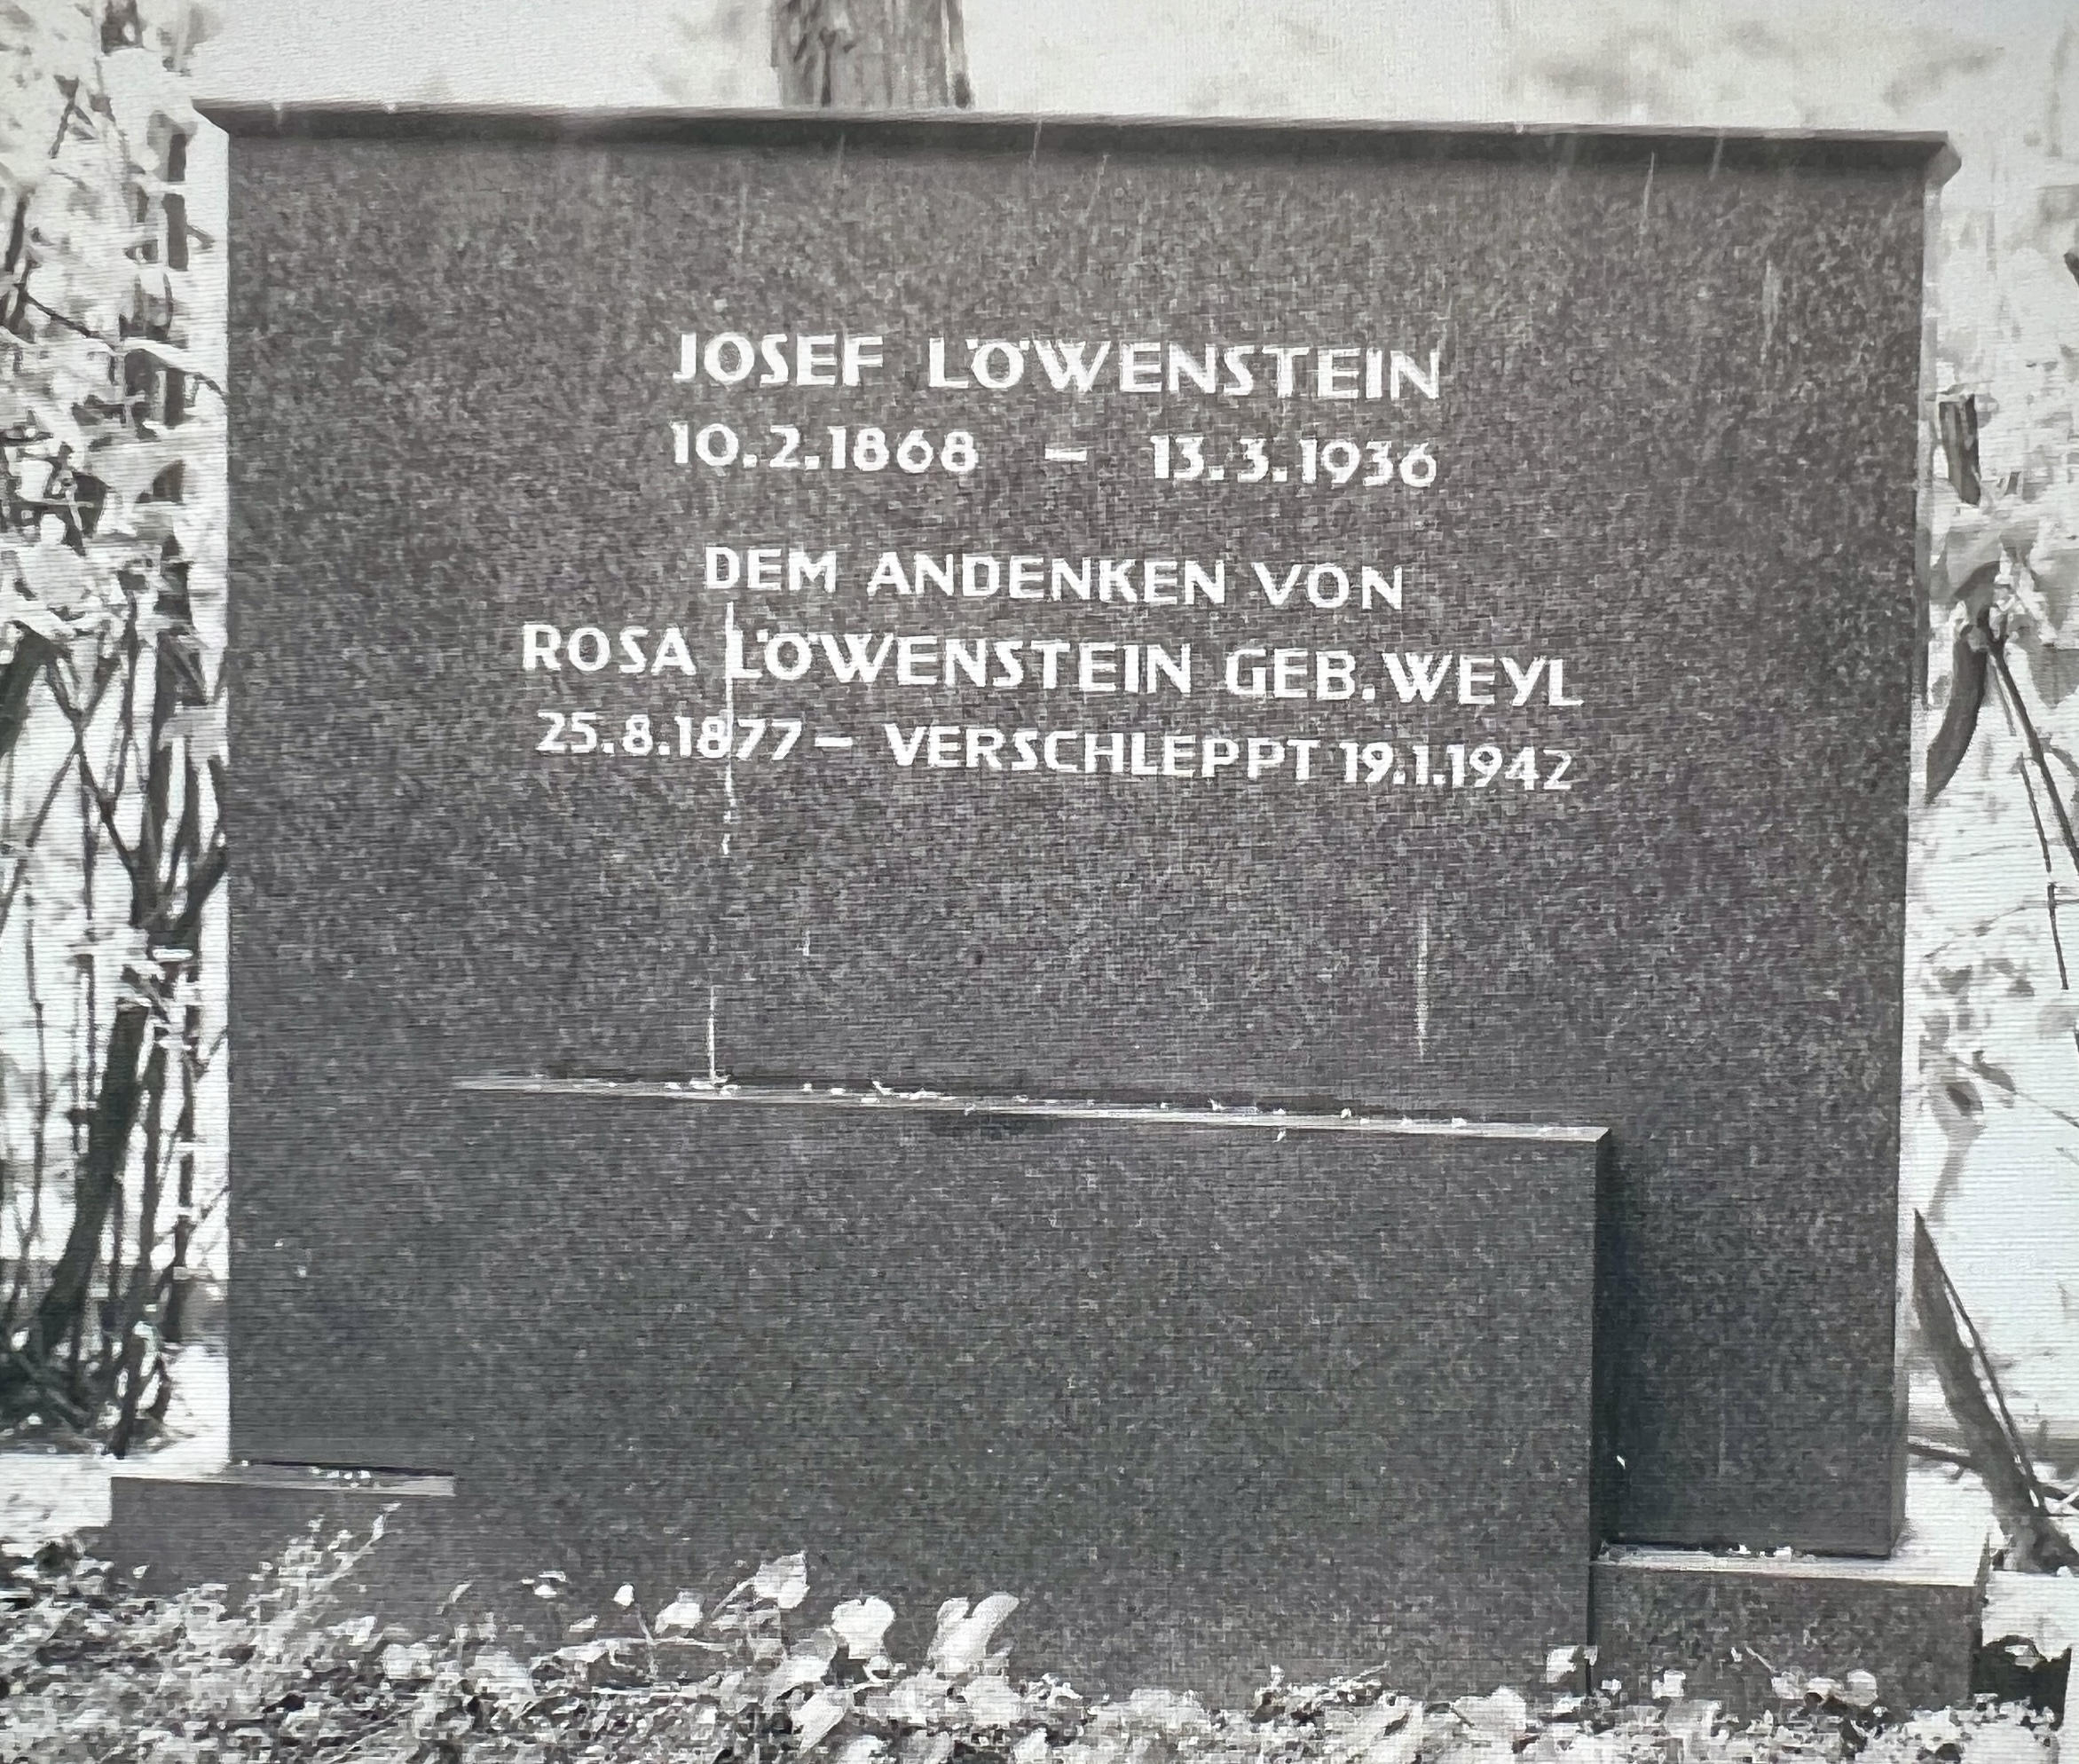 JOSEF LÖWENSTEIN
10.2.1868 – 13.3.1936
DEM ANDENKEN VON
ROSA LÖWENSTEIN GEB. WEYL
25.8.1877 – VERSCHLEPPT 19.1.1942